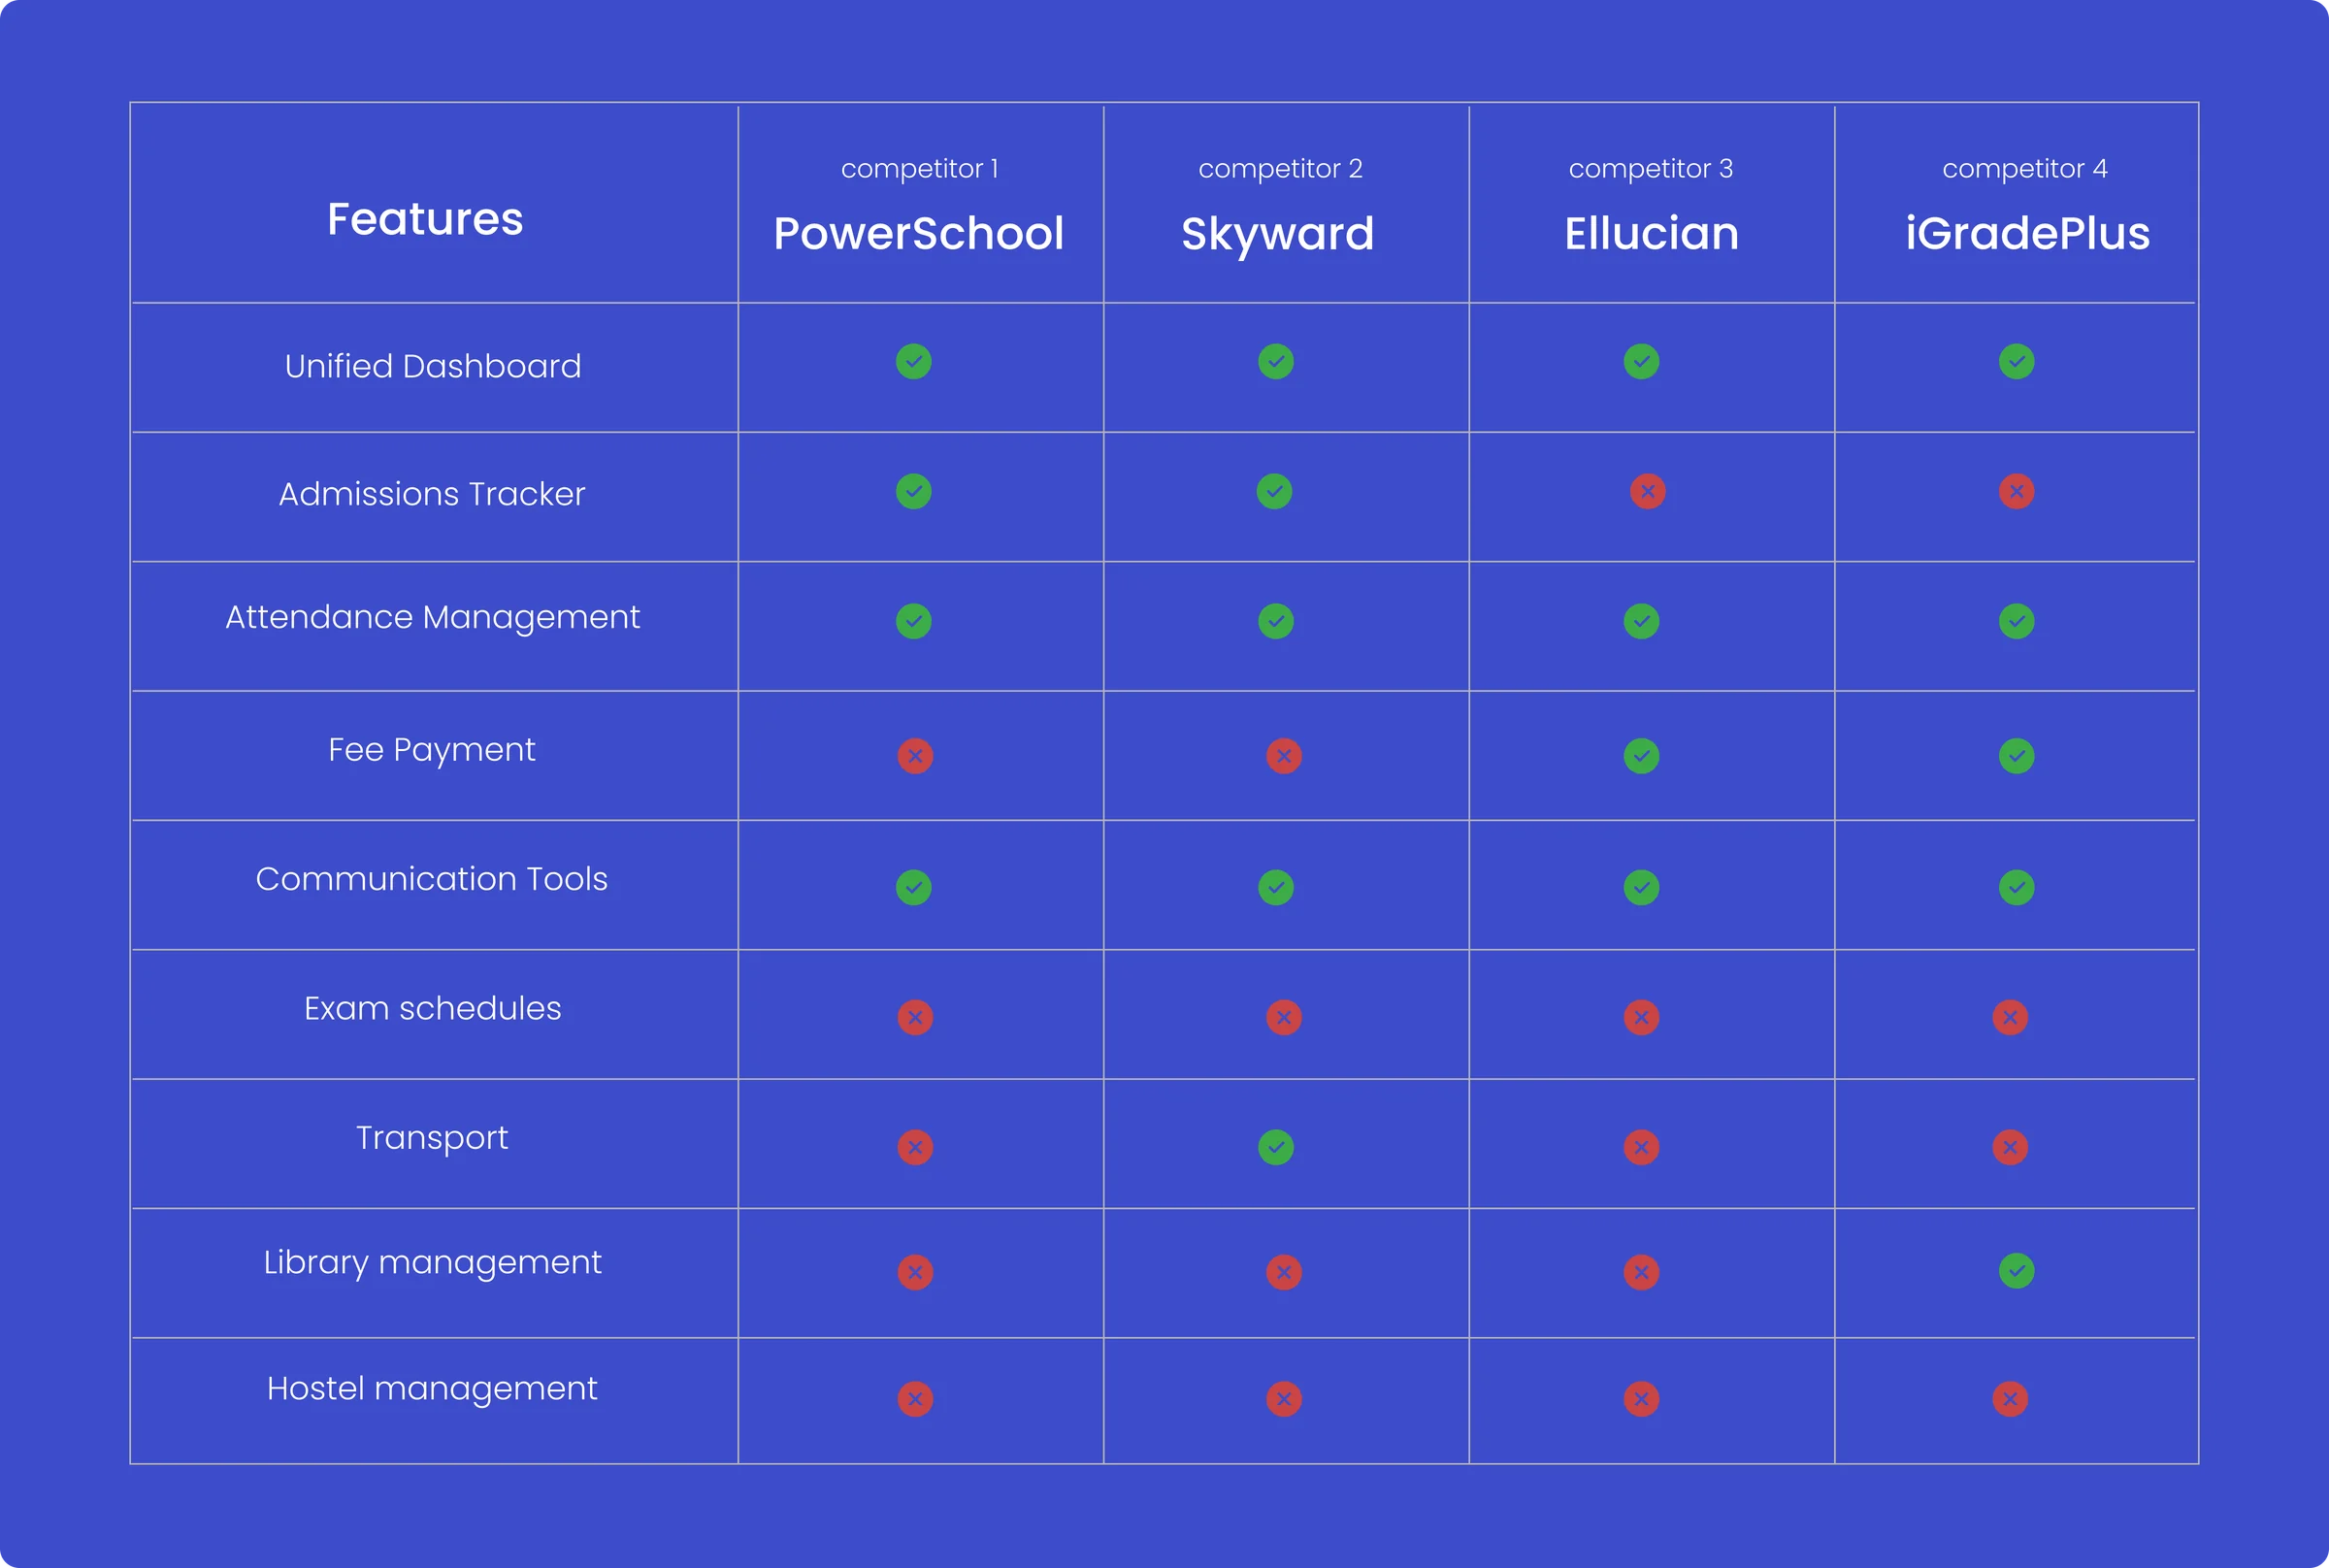 Features
competitor 1
PowerSchool
competitor 2
Skyward
competitor 3
Ellucian
competitor 4
iGradePlus
Unified Dashboard
Admissions Tracker
Attendance Management
Fee Payment
Communication Tools
Exam schedules
Transport
Library management
Hostel management